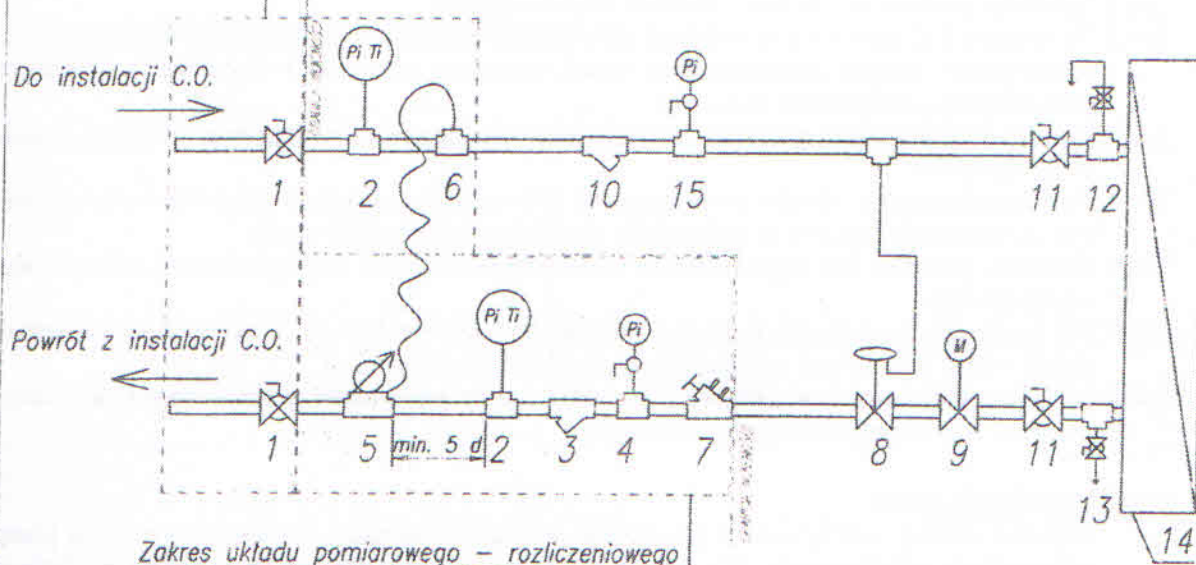 Pi Ti
Pi
Do instalacji C.O.
1 2 6 10 15 11 12
Pi Ti
Pi
M
Powrót z instalacji C.O.
1 5 min. 5 d 2 3 4 7 8 9 11
13
14
Zakres układu pomiarowego – rozliczeniowego